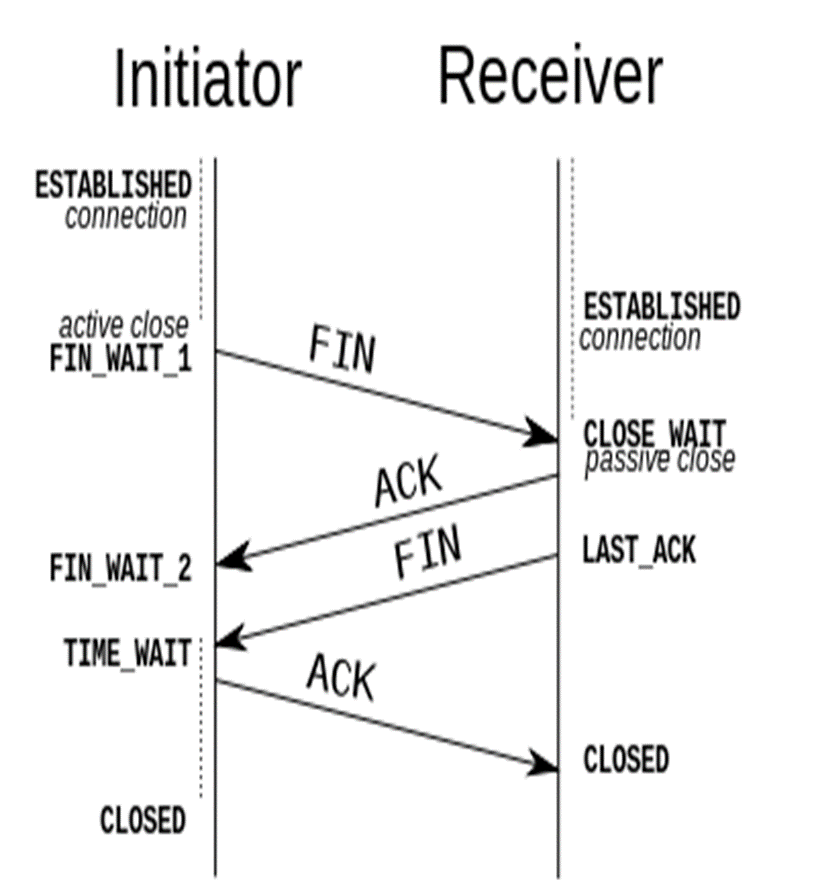 Initiator
Receiver
ESTABLISHED
connection
ESTABLISHED
connection
active close
FIN_WAIT_1
FIN
CLOSE_WAIT
passive close
ACK
FIN_WAIT_2
FIN
LAST_ACK
TIME_WAIT
ACK
CLOSED
CLOSED